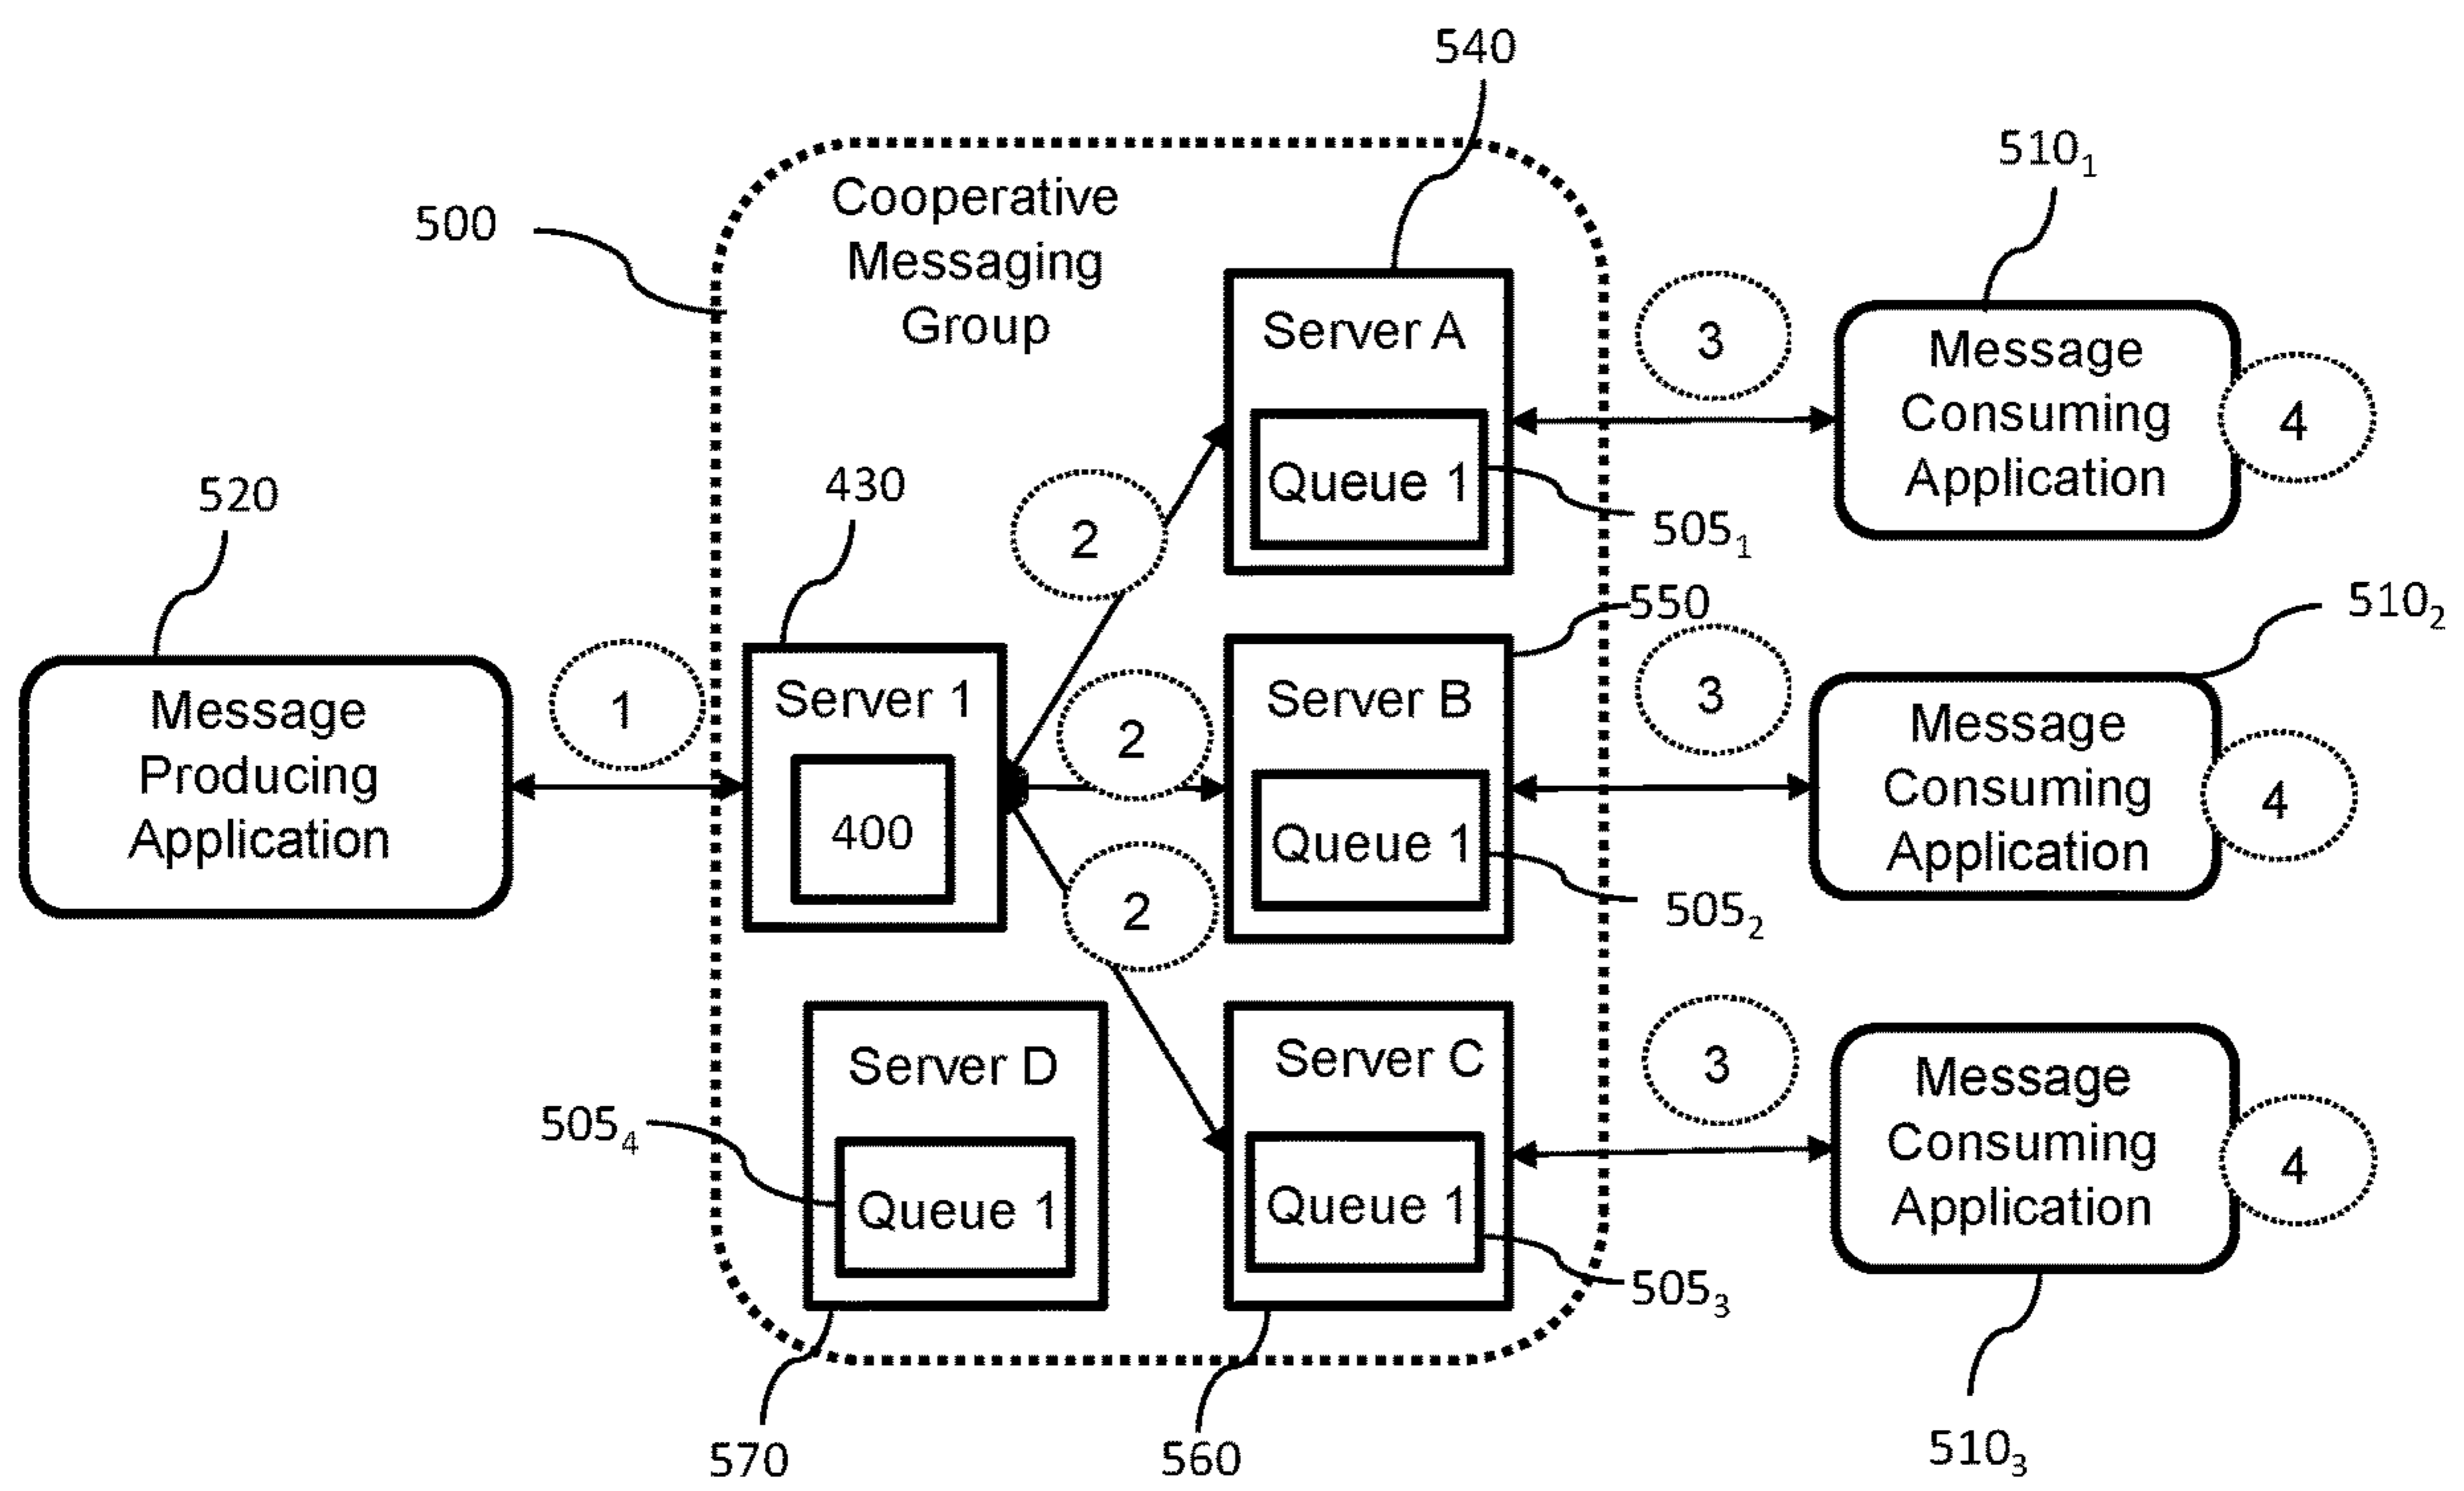 540
510₁
500
Cooperative
Messaging
Group
Server A
3
Message
Consuming
Application
4
520
430
2
Queue 1
505₁
550
510₂
Message
Producing
Application
1
Server 1
400
2
Server B
3
Message
Consuming
Application
4
2
Queue 1
505₂
Server D
Server C
3
Message
Consuming
Application
4
505₄
Queue 1
Queue 1
505₃
570
560
510₃